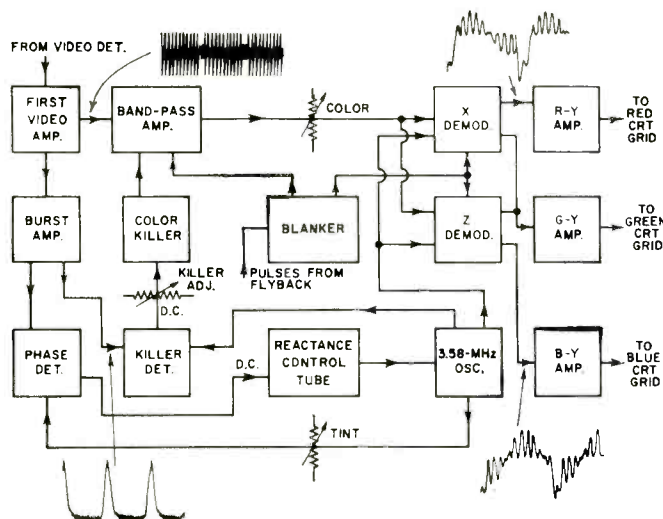 FROM VIDEO DET.
FIRST
VIDEO
AMP.
BAND-PASS
AMP.
COLOR
X
DEMOD.
R-Y
AMP.
TO
RED
CRT
GRID
BURST
AMP.
COLOR
KILLER
BLANKER
Z
DEMOD.
G-Y
AMP.
TO
GREEN
CRT
GRID
PULSES FROM
FLYBACK
KILLER
ADJ.
D.C.
PHASE
DET.
KILLER
DET.
D.C.
REACTANCE
CONTROL
TUBE
3.58-MHz
OSC.
B-Y
AMP.
TO
BLUE
CRT
GRID
TINT